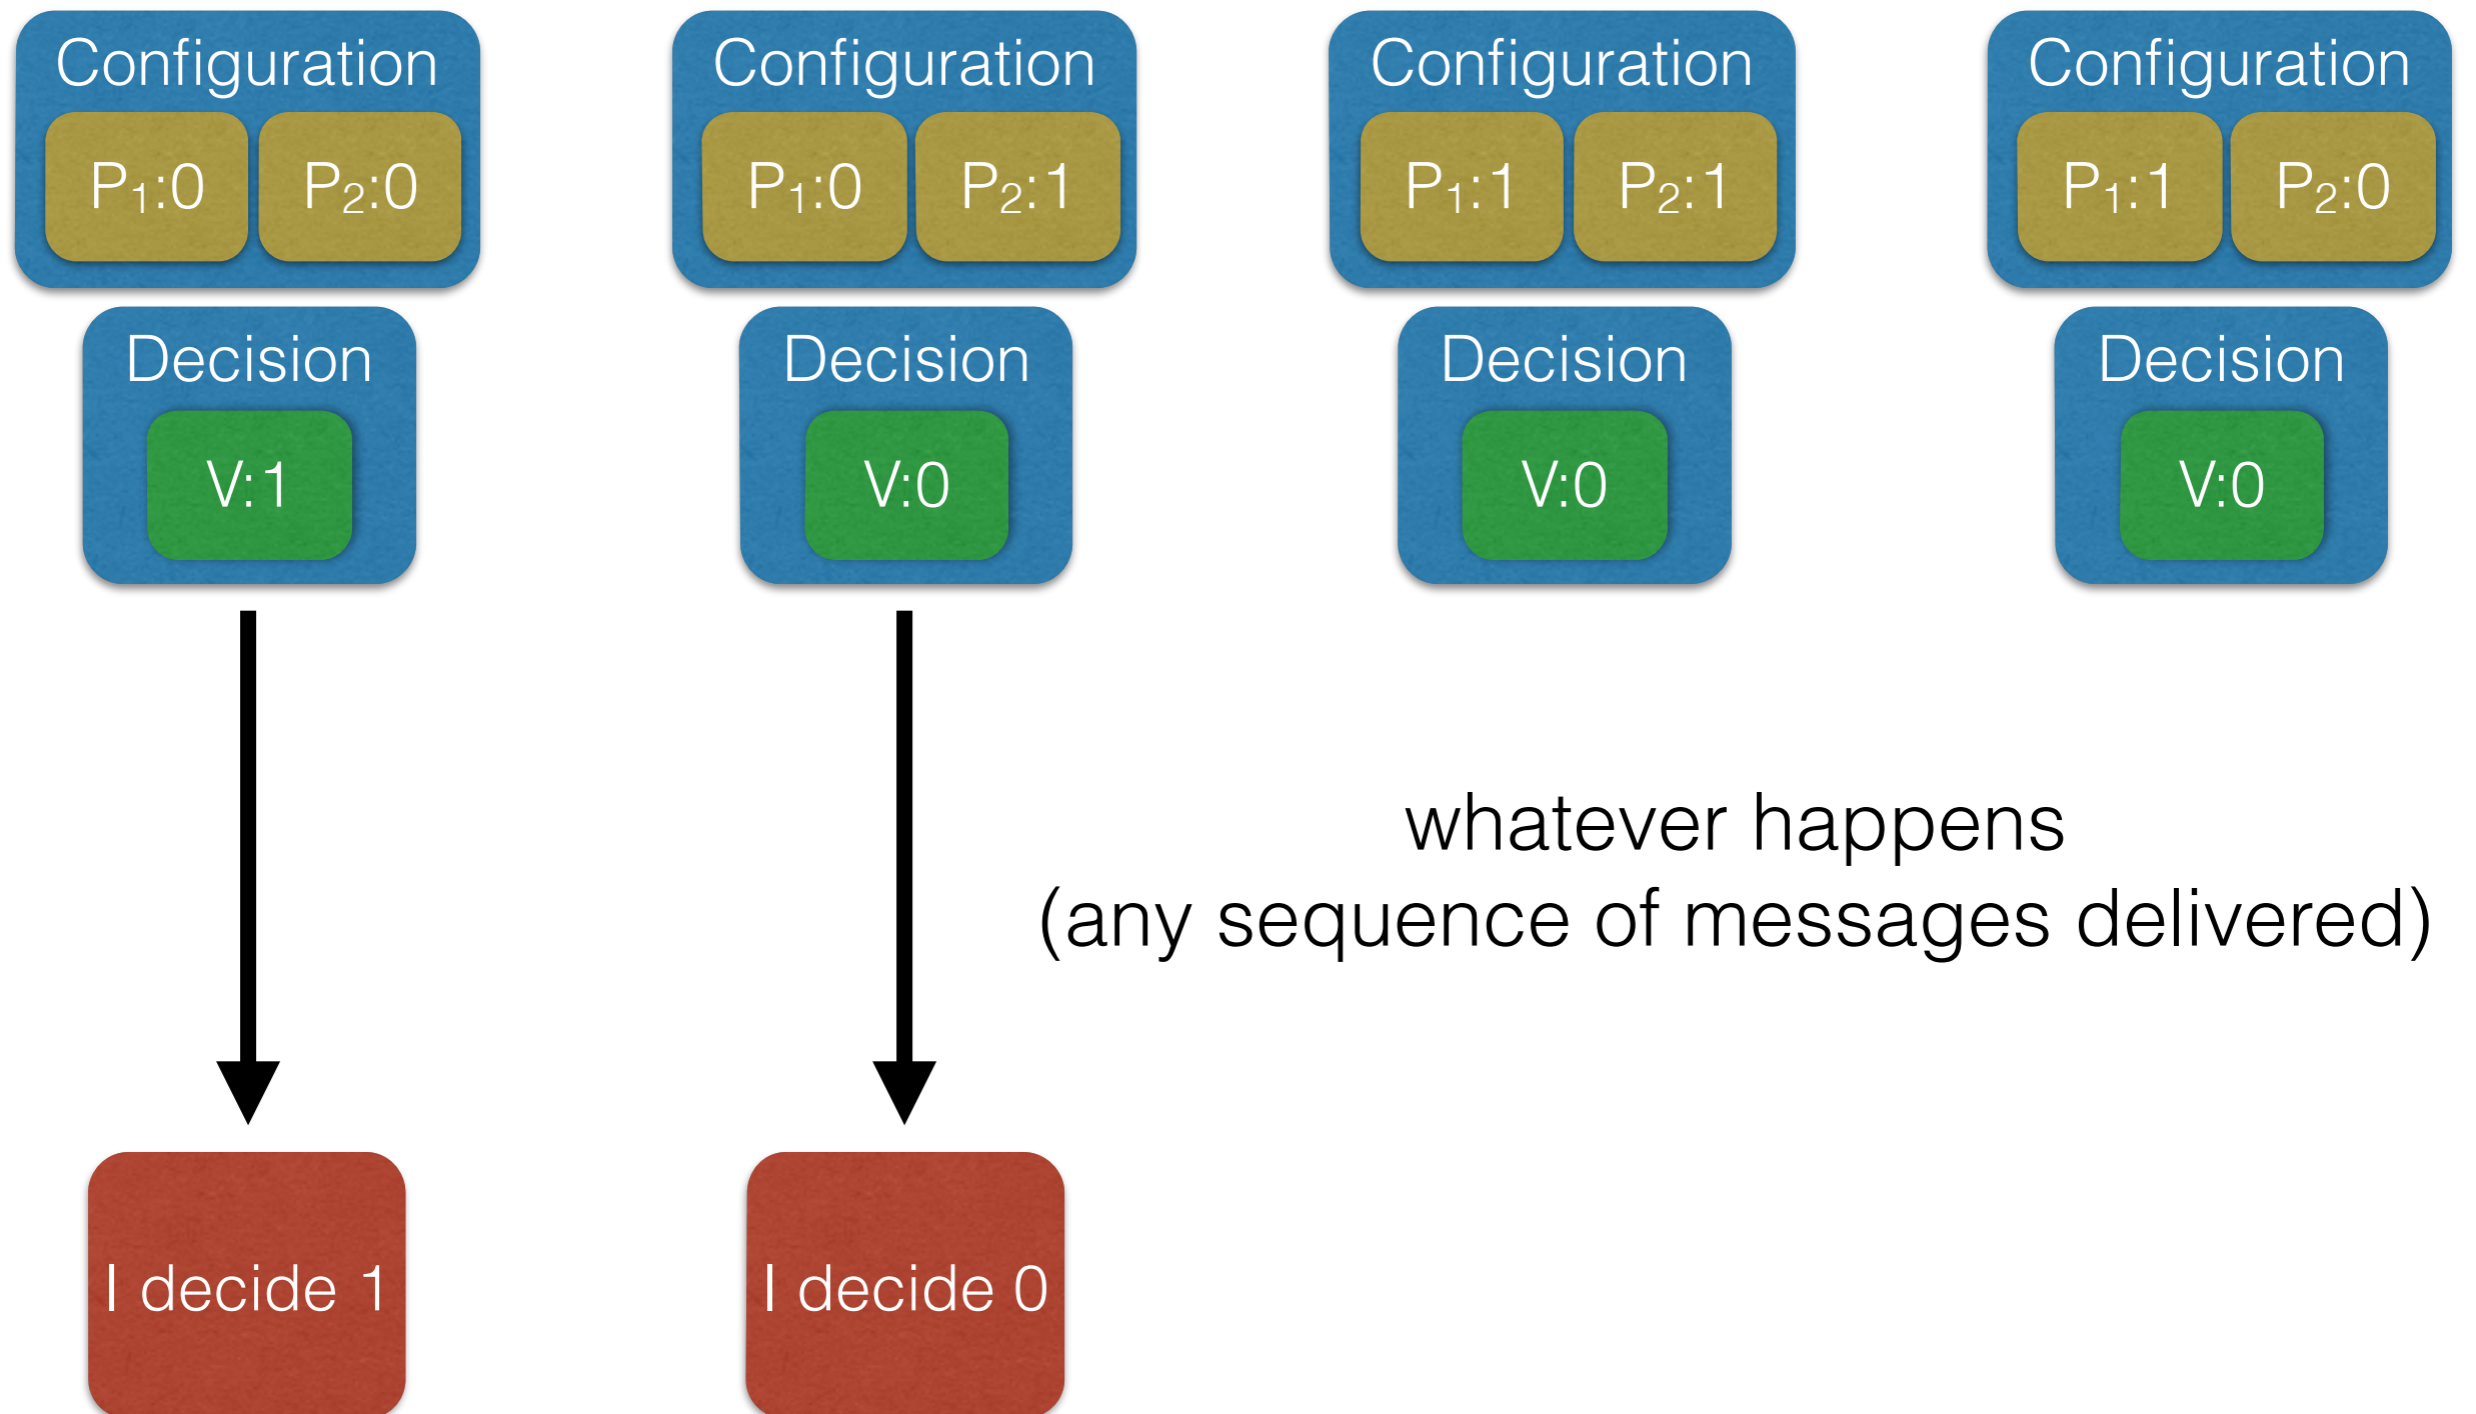 Configuration
P₁:0 P₂:0
Decision
V:1
I decide 1
Configuration
P₁:0 P₂:1
Decision
V:0
I decide 0
Configuration
P₁:1 P₂:1
Decision
V:0
Configuration
P₁:1 P₂:0
Decision
V:0
whatever happens
(any sequence of messages delivered)